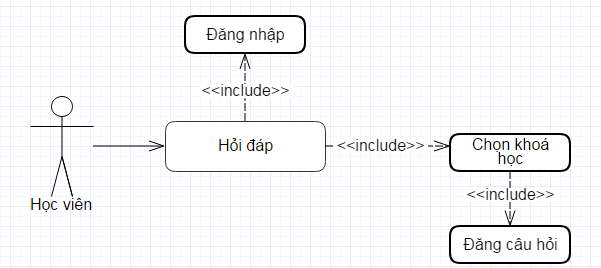 Đăng nhập
<<include>>
Hỏi đáp
<<include>>
Chọn khoá
học
Học viên
<<include>>
Đăng câu hỏi